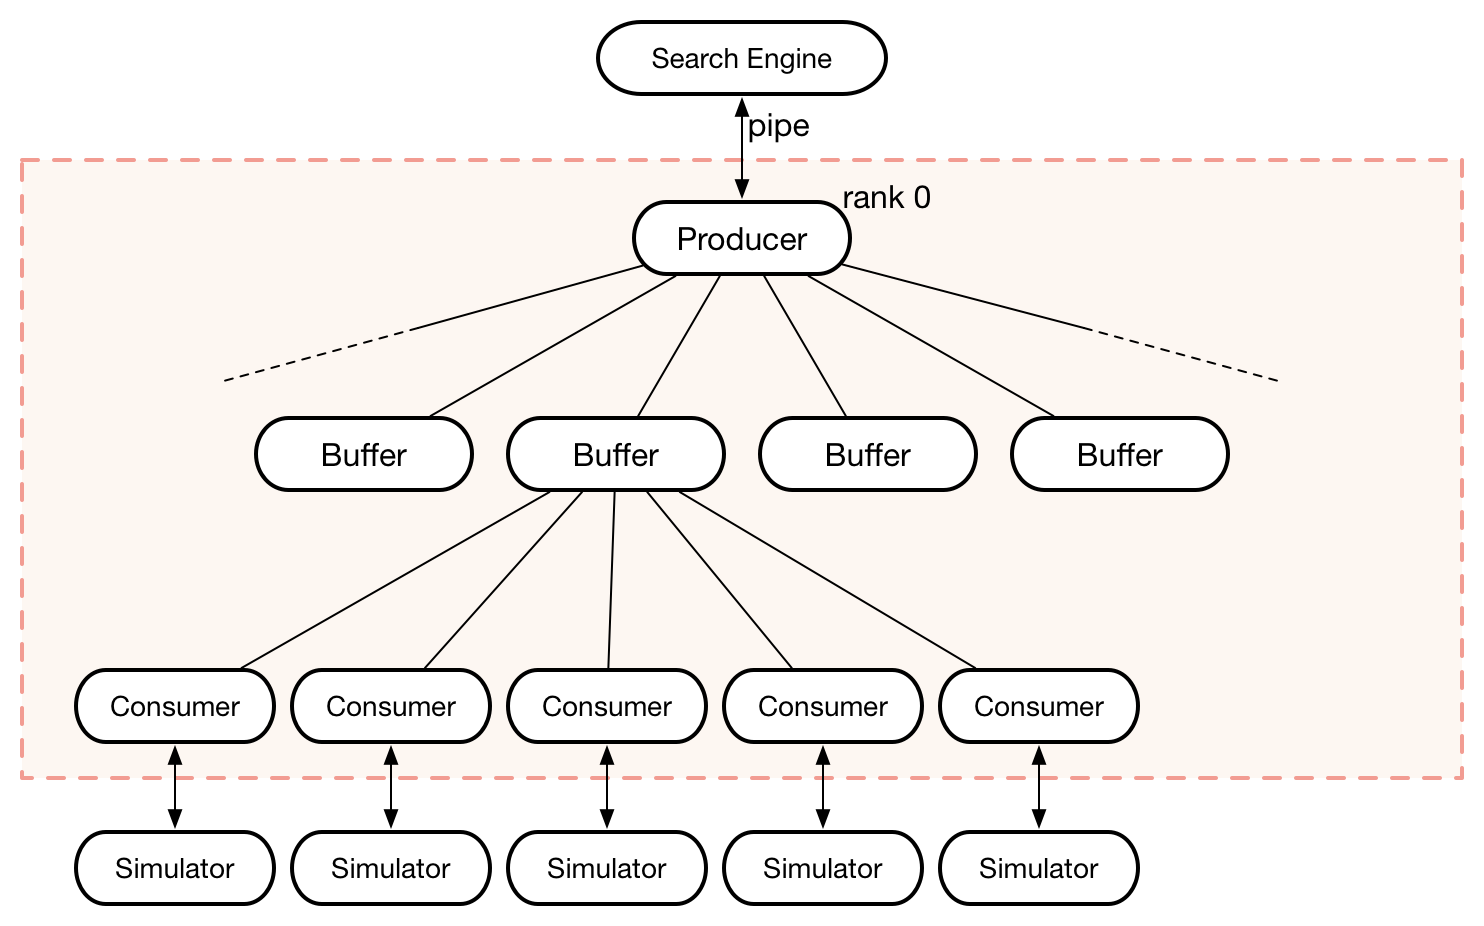 Search Engine
pipe
rank 0
Producer
Buffer
Buffer
Buffer
Buffer
Consumer
Consumer
Consumer
Consumer
Consumer
Simulator
Simulator
Simulator
Simulator
Simulator